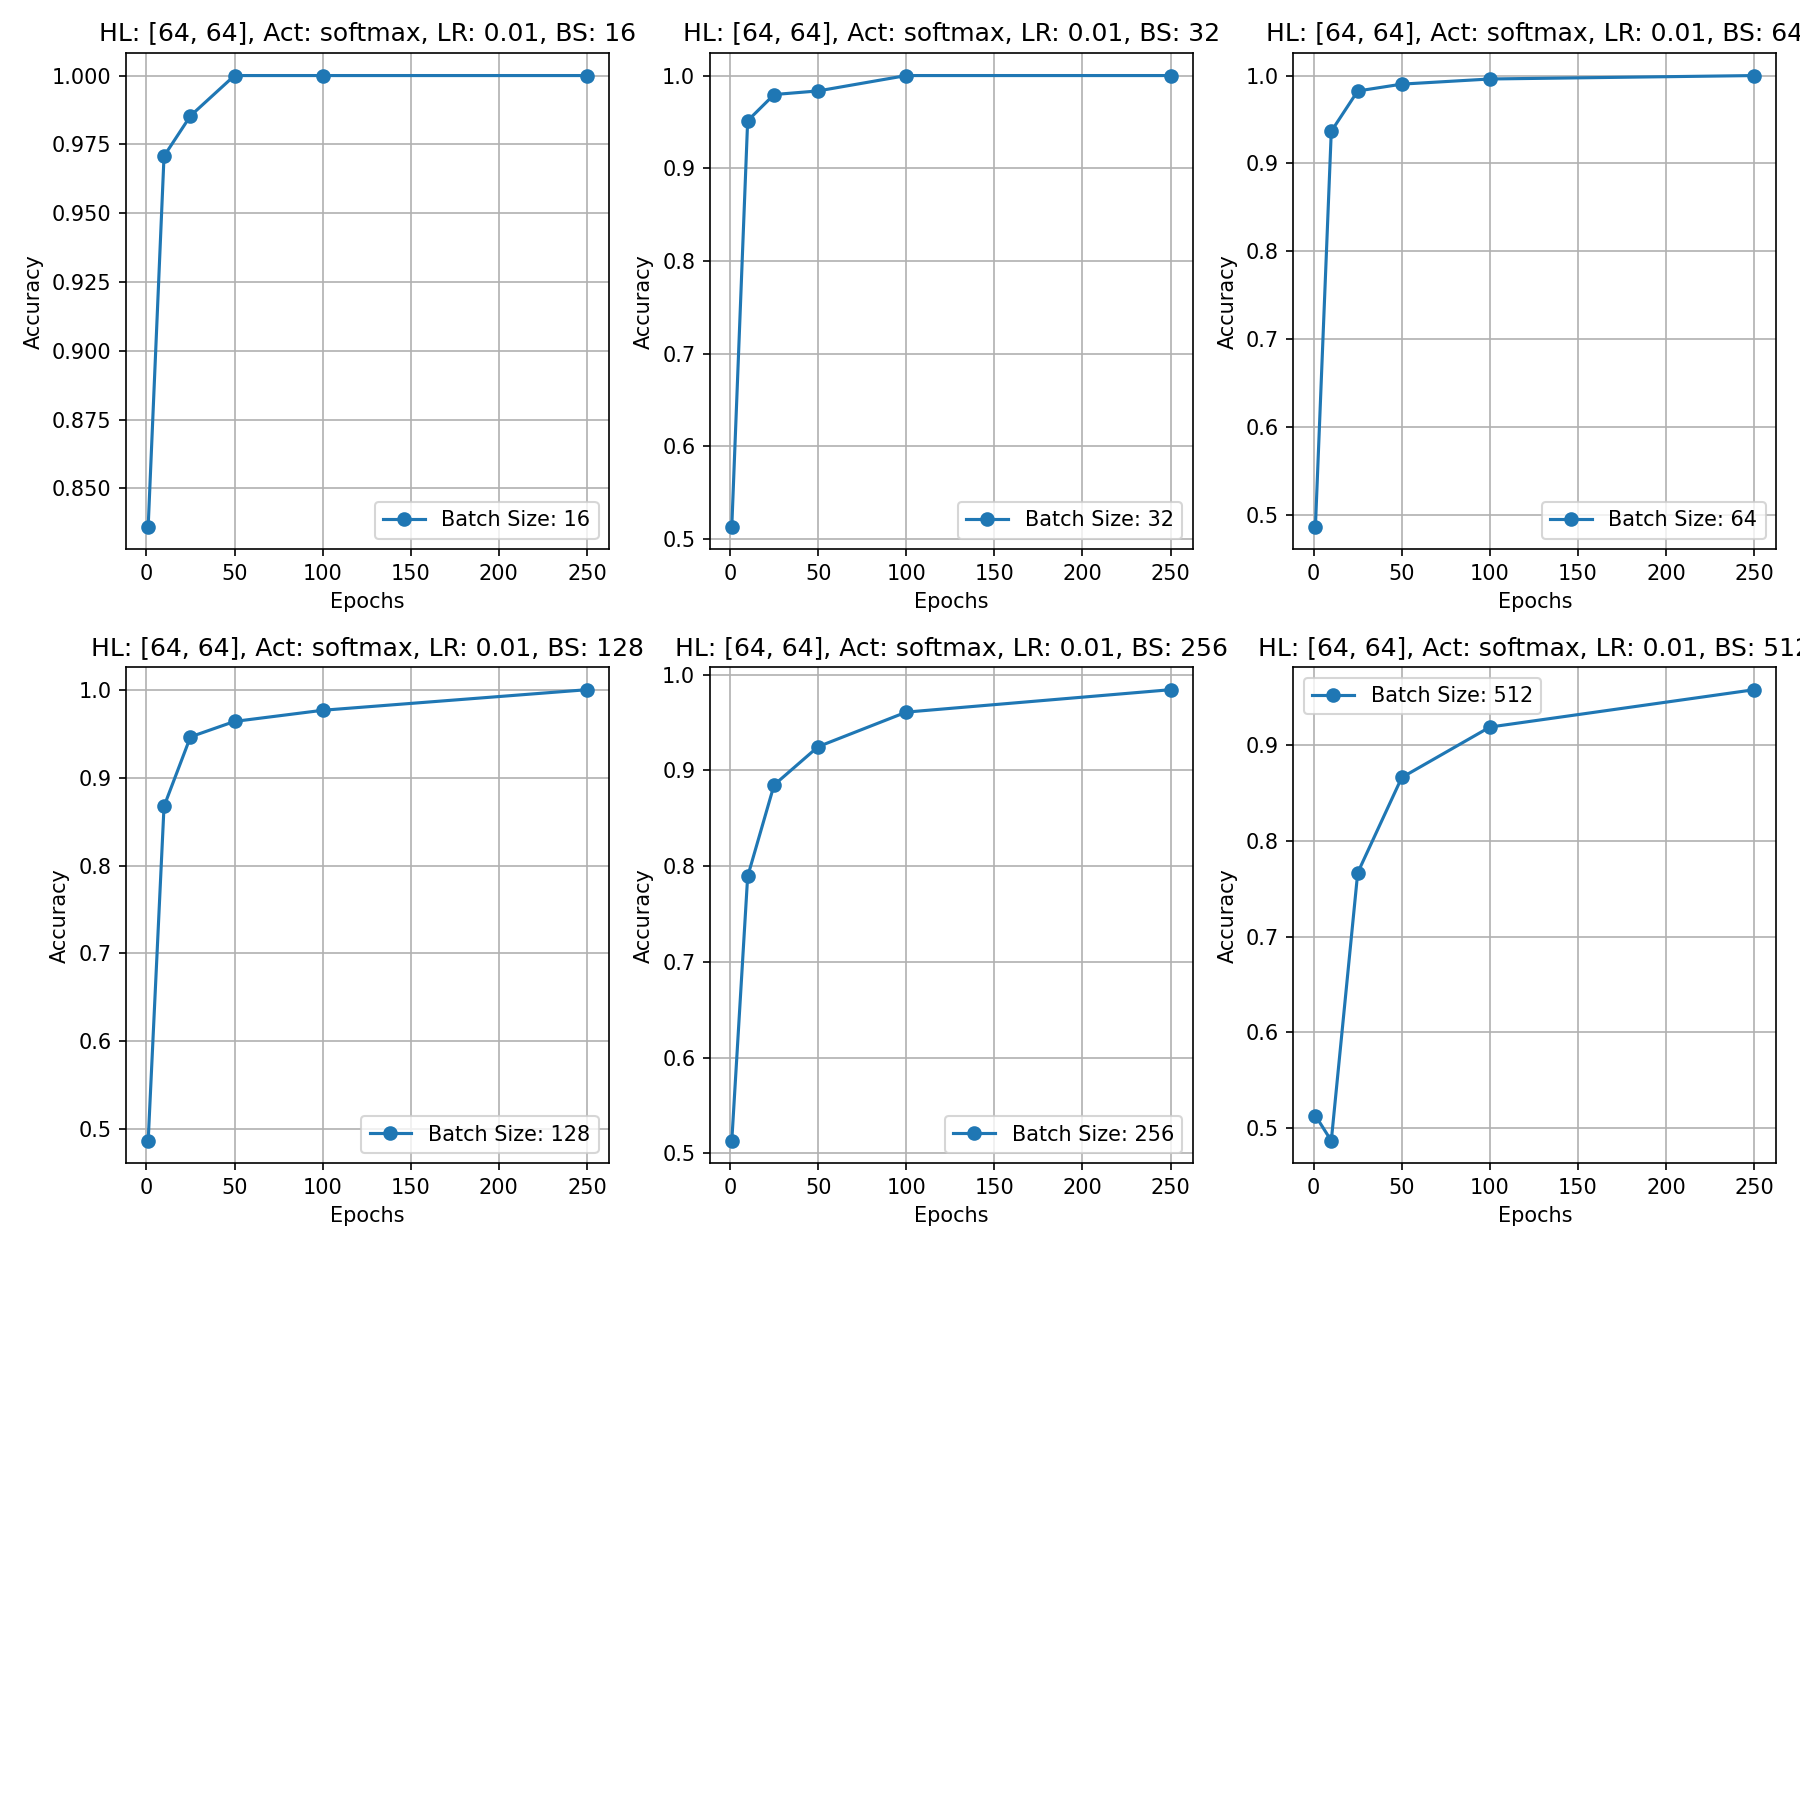 HL: [64, 64], Act: softmax, LR: 0.01, BS: 16
1.000
0.975
0.950
0.925
0.900
0.875
0.850
Accuracy
Batch Size: 16
0 50 100 150 200 250
Epochs
HL: [64, 64], Act: softmax, LR: 0.01, BS: 32
1.0
0.9
0.8
0.7
0.6
0.5
Accuracy
Batch Size: 32
0 50 100 150 200 250
Epochs
HL: [64, 64], Act: softmax, LR: 0.01, BS: 64
1.0
0.9
0.8
0.7
0.6
0.5
Accuracy
Batch Size: 64
0 50 100 150 200 250
Epochs
HL: [64, 64], Act: softmax, LR: 0.01, BS: 128
1.0
0.9
0.8
0.7
0.6
0.5
Accuracy
Batch Size: 128
0 50 100 150 200 250
Epochs
HL: [64, 64], Act: softmax, LR: 0.01, BS: 256
1.0
0.9
0.8
0.7
0.6
0.5
Accuracy
Batch Size: 256
0 50 100 150 200 250
Epochs
HL: [64, 64], Act: softmax, LR: 0.01, BS: 512
Batch Size: 512
0.9
0.8
0.7
0.6
0.5
Accuracy
0 50 100 150 200 250
Epochs